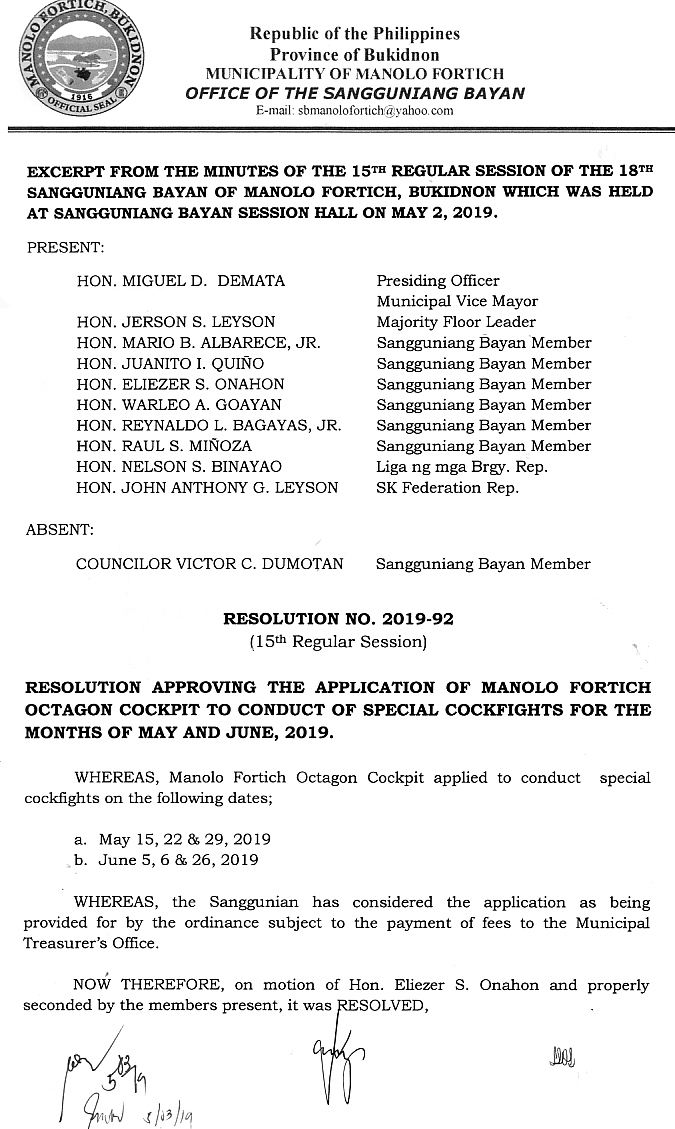 MANOLO FORTICH, BUKIDNON
1916
OFFICIAL SEAL
Republic of the Philippines
Province of Bukidnon
MUNICIPALITY OF MANOLO FORTICH
OFFICE OF THE SANGGUNIANG BAYAN
E-mail: sbmanolofortich@yahoo.com
EXCERPT FROM THE MINUTES OF THE 15TH REGULAR SESSION OF THE 18TH
SANGGUNIANG BAYAN OF MANOLO FORTICH, BUKIDNON WHICH WAS HELD
AT SANGGUNIANG BAYAN SESSION HALL ON MAY 2, 2019.
PRESENT:
HON. MIGUEL D. DEMATA Presiding Officer
Municipal Vice Mayor
HON. JERSON S. LEYSON Majority Floor Leader
HON. MARIO B. ALBARECE, JR. Sangguniang Bayan Member
HON. JUANITO I. QUIÑO Sangguniang Bayan Member
HON. ELIEZER S. ONAHON Sangguniang Bayan Member
HON. WARLEO A. GOAYAN Sangguniang Bayan Member
HON. REYNALDO L. BAGAYAS, JR. Sangguniang Bayan Member
HON. RAUL S. MIÑOZA Sangguniang Bayan Member
HON. NELSON S. BINAYAO Liga ng mga Brgy. Rep.
HON. JOHN ANTHONY G. LEYSON SK Federation Rep.
ABSENT:
COUNCILOR VICTOR C. DUMOTAN Sangguniang Bayan Member
RESOLUTION NO. 2019-92
(15th Regular Session)
RESOLUTION APPROVING THE APPLICATION OF MANOLO FORTICH
OCTAGON COCKPIT TO CONDUCT OF SPECIAL COCKFIGHTS FOR THE
MONTHS OF MAY AND JUNE, 2019.
WHEREAS, Manolo Fortich Octagon Cockpit applied to conduct special
cockfights on the following dates;
a. May 15, 22 & 29, 2019
b. June 5, 6 & 26, 2019
WHEREAS, the Sanggunian has considered the application as being
provided for by the ordinance subject to the payment of fees to the Municipal
Treasurer's Office.
NOW THEREFORE, on motion of Hon. Eliezer S. Onahon and properly
seconded by the members present, it was RESOLVED,
5/03/19